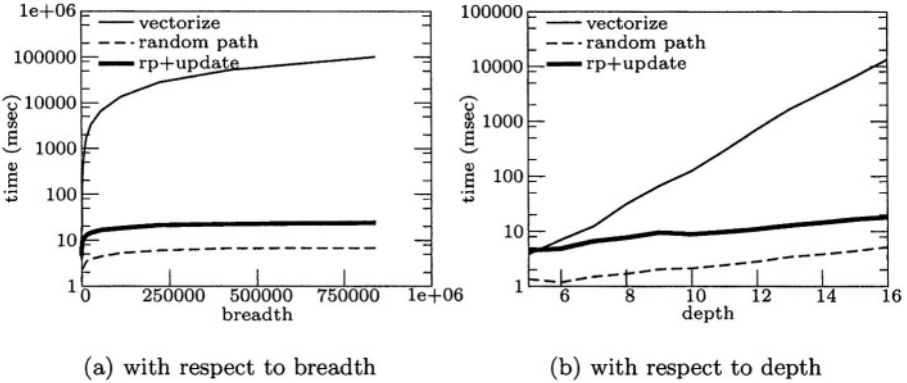 1e+06
100000
10000
1000
100
10
1
time (msec)
vectorize
random path
rp+update
0
250000
500000
750000
1e+06
breadth
(a) with respect to breadth
100000
10000
1000
100
10
1
time (msec)
vectorize
random path
rp+update
6
8
10
12
14
16
depth
(b) with respect to depth